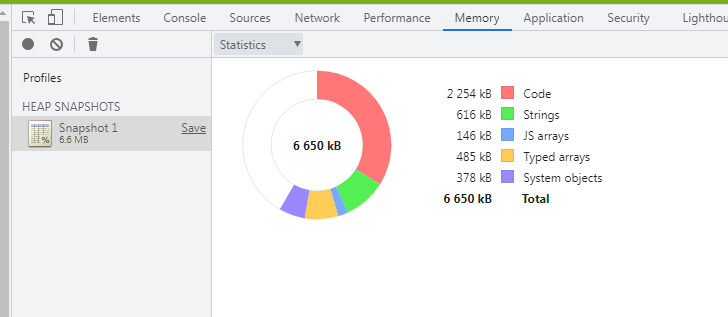 Elements Console Sources Network Performance Memory Application Security Lighthou
Statistics
Profiles
HEAP SNAPSHOTS
Snapshot 1 Save
6.6 MB
%
6 650 kB
2 254 kB Code
616 kB Strings
146 kB JS arrays
485 kB Typed arrays
378 kB System objects
6 650 kB Total